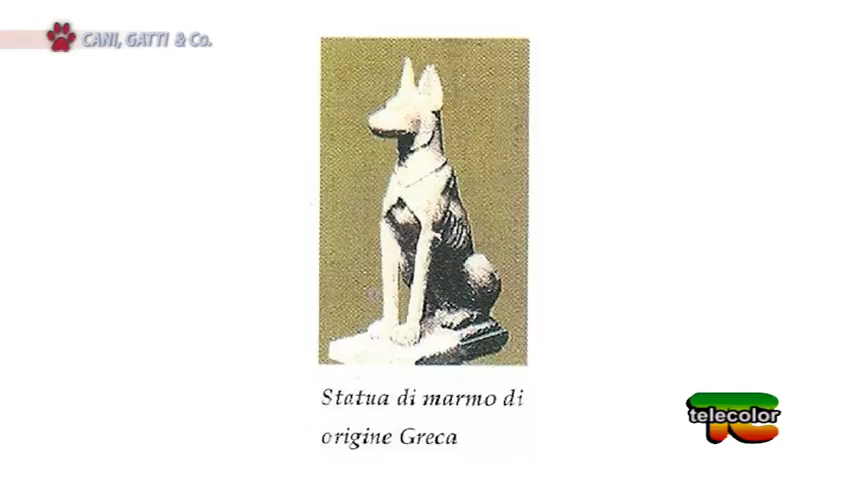 CANI, GATTI & Co.
Statua di marmo di
origine Greca
telecolor